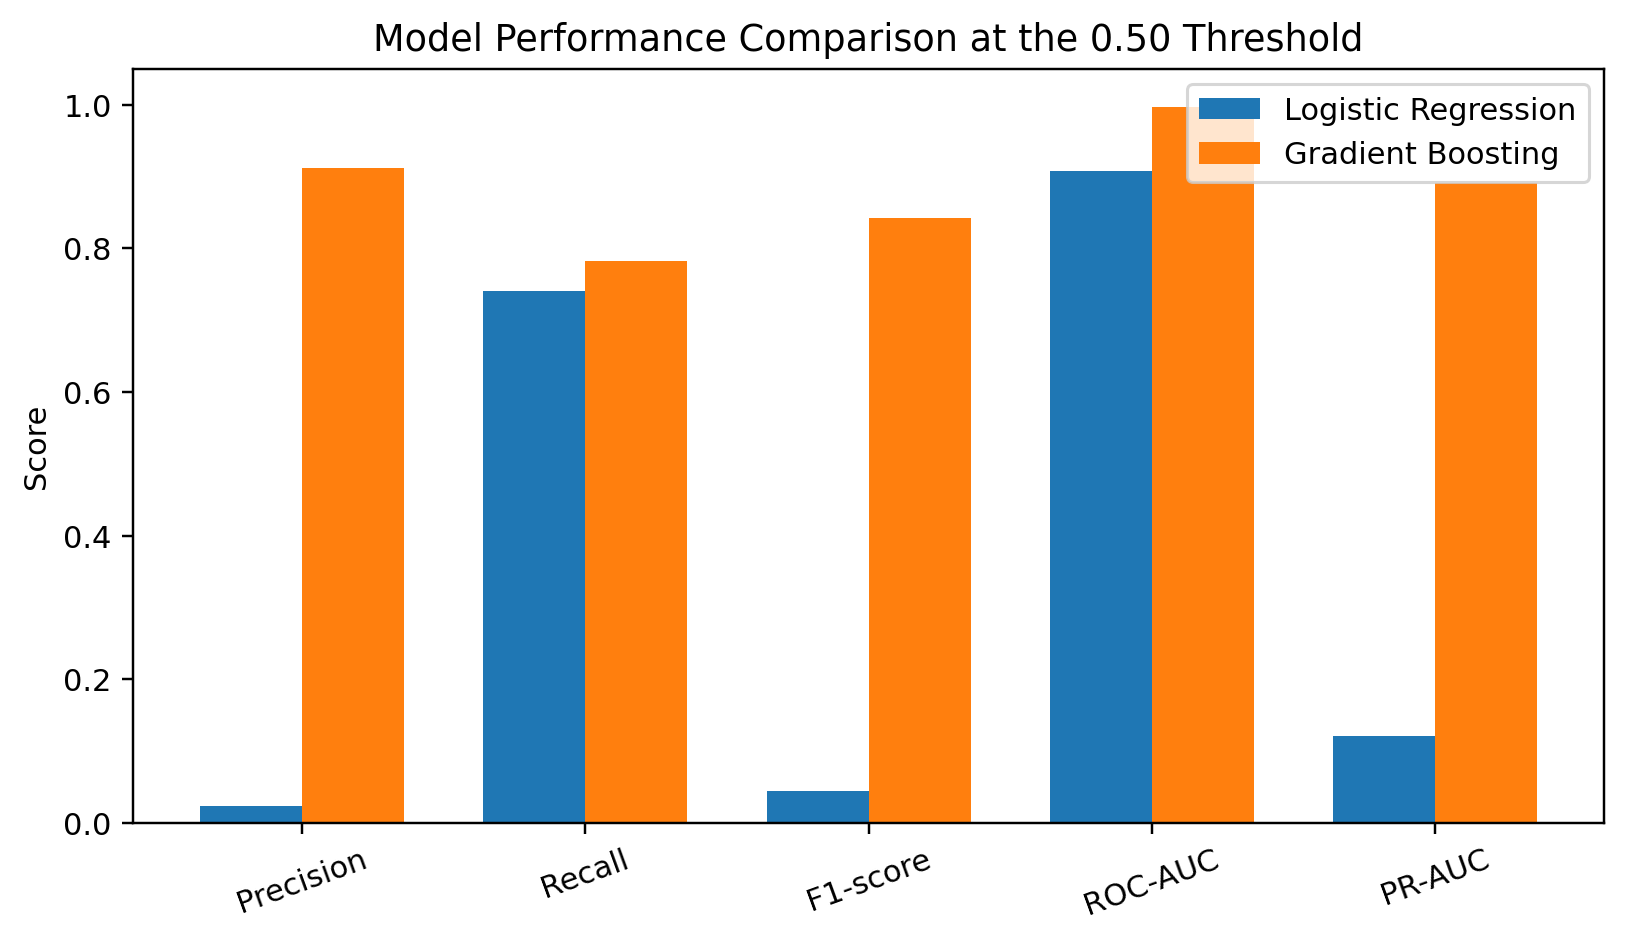 Model Performance Comparison at the 0.50 Threshold
Logistic Regression
Gradient Boosting
Score
1.0
0.8
0.6
0.4
0.2
0.0
Precision
Recall
F1-score
ROC-AUC
PR-AUC